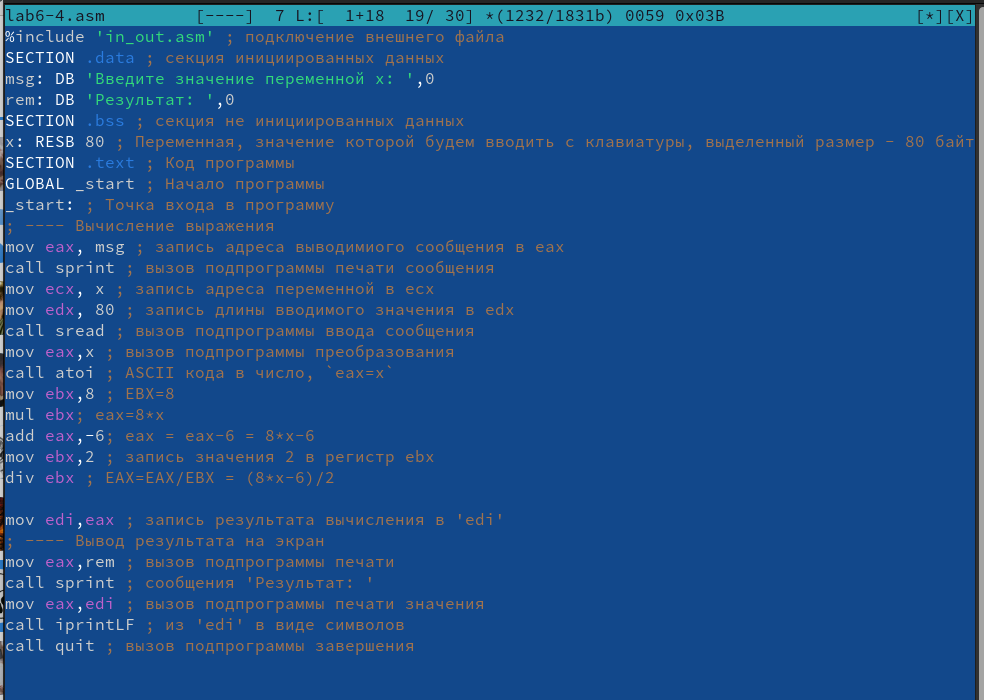 lab6-4.asm [----] 7 L:[ 1+18 19/ 30] *(1232/1831b) 0059 0x03B [*][X]
%include 'in_out.asm' ; подключение внешнего файла
SECTION .data ; секция инициированных данных
msg: DB 'Введите значение переменной x: ',0
rem: DB 'Результат: ',0
SECTION .bss ; секция не инициированных данных
x: RESB 80 ; Переменная, значение которой будем вводить с клавиатуры, выделенный размер - 80 байт
SECTION .text ; Код программы
GLOBAL _start ; Начало программы
_start: ; Точка входа в программу
; ---- Вычисление выражения
mov eax, msg ; запись адреса выводимиого сообщения в eax
call sprint ; вызов подпрограммы печати сообщения
mov ecx, x ; запись адреса переменной в ecx
mov edx, 80 ; запись длины вводимого значения в edx
call sread ; вызов подпрограммы ввода сообщения
mov eax,x ; вызов подпрограммы преобразования
call atoi ; ASCII кода в число, `eax=x`
mov ebx,8 ; EBX=8
mul ebx; eax=8*x
add eax,-6; eax = eax-6 = 8*x-6
mov ebx,2 ; запись значения 2 в регистр ebx
div ebx ; EAX=EAX/EBX = (8*x-6)/2
mov edi,eax ; запись результата вычисления в 'edi'
; ---- Вывод результата на экран
mov eax,rem ; вызов подпрограммы печати
call sprint ; сообщения 'Результат: '
mov eax,edi ; вызов подпрограммы печати значения
call iprintLF ; из 'edi' в виде символов
call quit ; вызов подпрограммы завершения